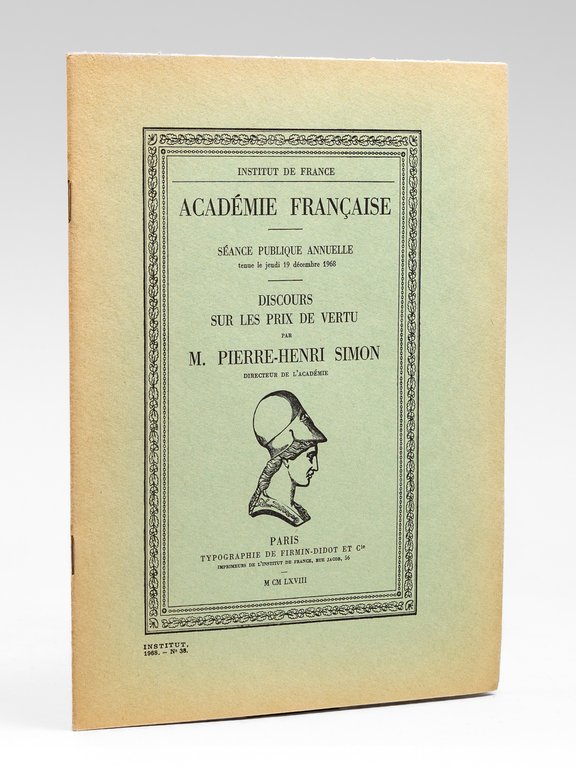 INSTITUT DE FRANCE
ACADÉMIE FRANÇAISE
SÉANCE PUBLIQUE ANNUELLE
tenue le jeudi 19 décembre 1968
DISCOURS
SUR LES PRIX DE VERTU
PAR
M. PIERRE-HENRI SIMON
DIRECTEUR DE L'ACADÉMIE
PARIS
TYPOGRAPHIE DE FIRMIN-DIDOT ET Cie
IMPRIMEURS DE L'INSTITUT DE FRANCE, RUE JACOB, 56
M CM LXVIII
INSTITUT.
1968. — N° 38.